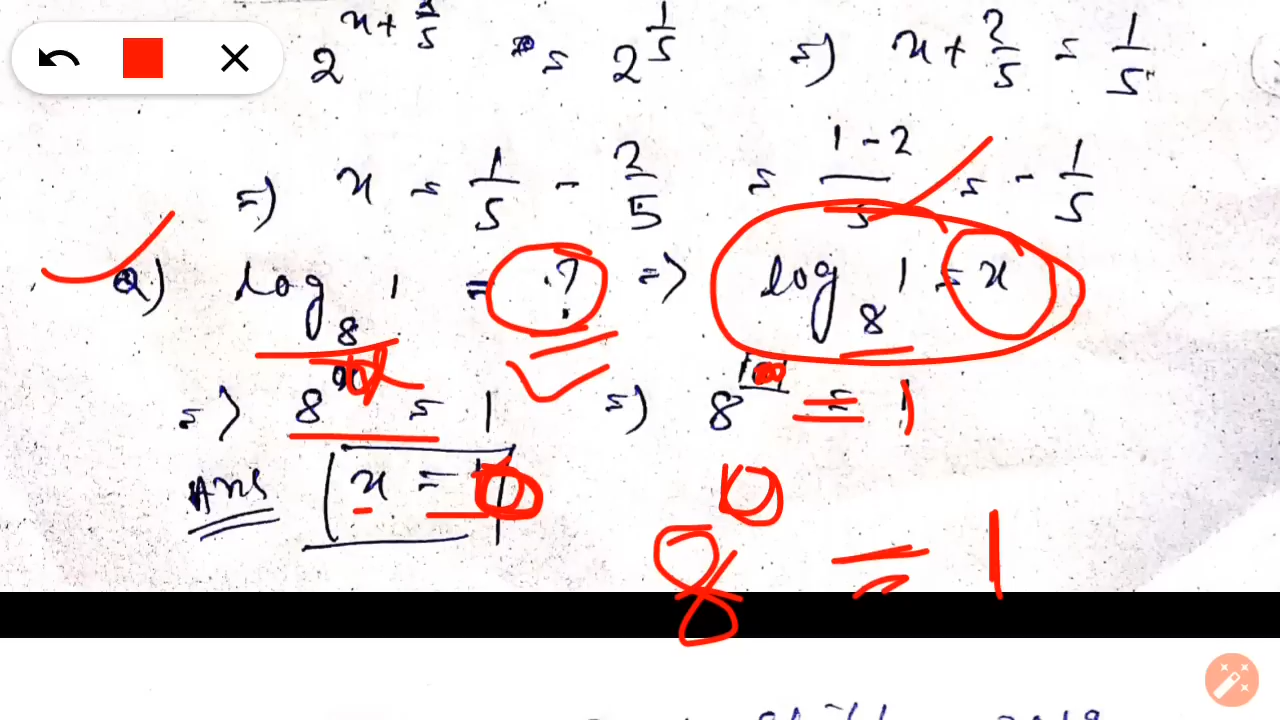 2^{x+2/5} = 2^{1/5} ⇒) x + 2/5 = 1/5
⇒) x = 1/5 - 2/5 = (1-2)/5 = -1/5
Q) log_8 1 = ? ⇒ log_8 1 = x
⇒) 8^x = 1 ⇒) 8 = 1
Ans x = 0
8^0 = 1